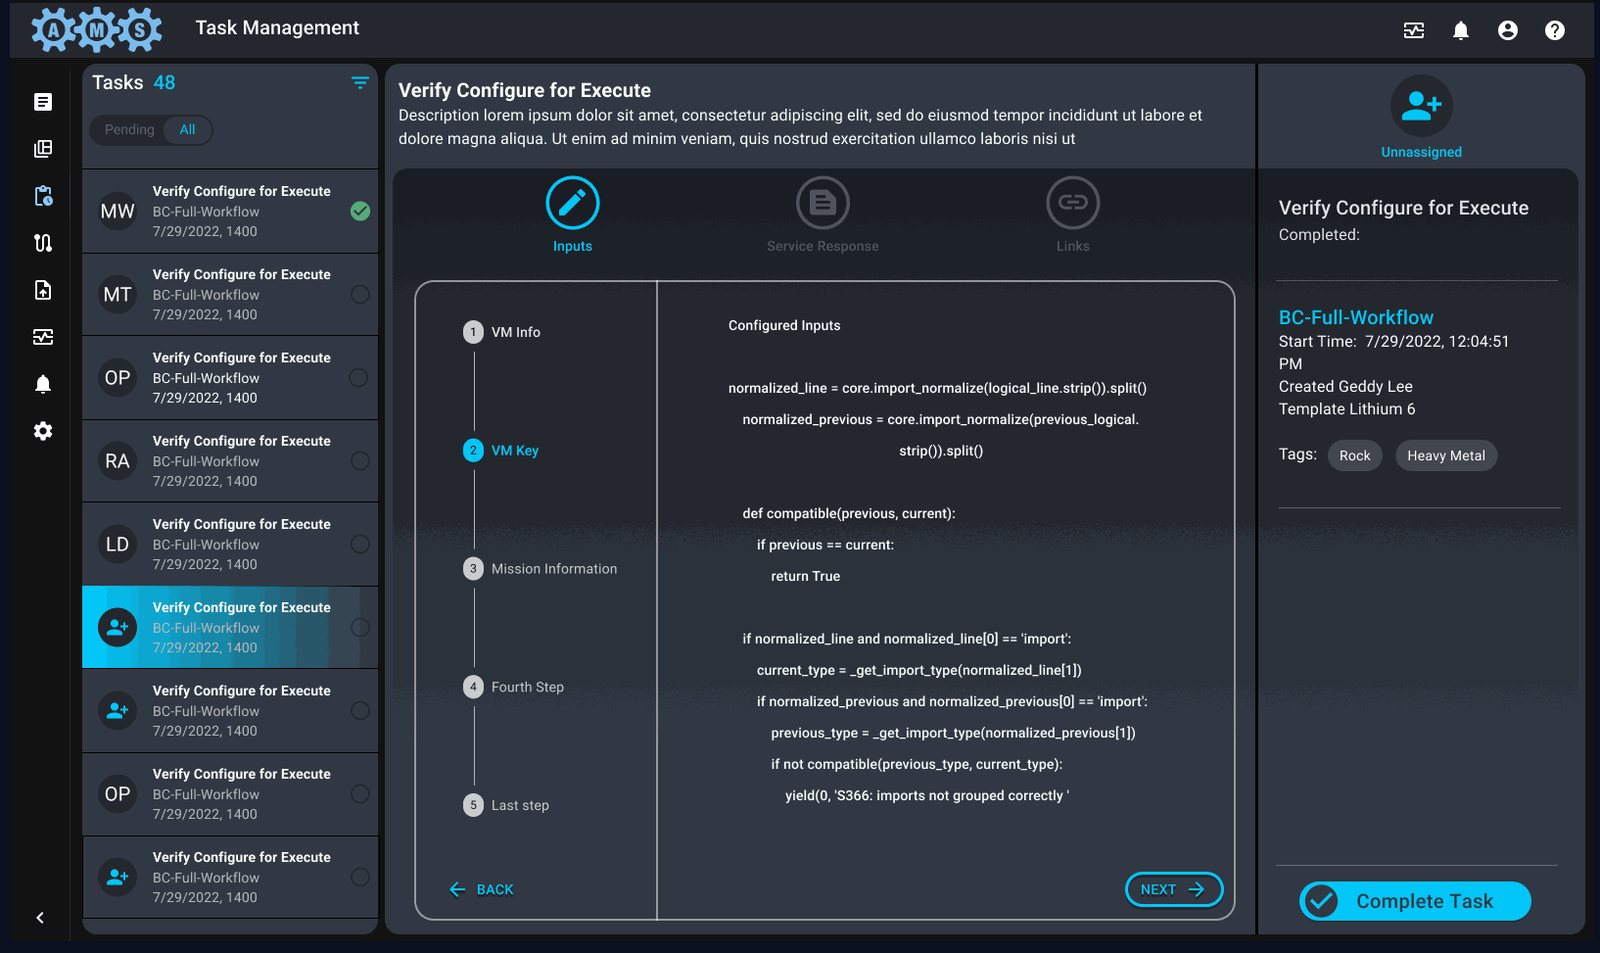 AMS
Task Management
Tasks 48
Pending All
MW
Verify Configure for Execute
BC-Full-Workflow
7/29/2022, 1400
MT
Verify Configure for Execute
BC-Full-Workflow
7/29/2022, 1400
OP
Verify Configure for Execute
BC-Full-Workflow
7/29/2022, 1400
RA
Verify Configure for Execute
BC-Full-Workflow
7/29/2022, 1400
LD
Verify Configure for Execute
BC-Full-Workflow
7/29/2022, 1400
Verify Configure for Execute
BC-Full-Workflow
7/29/2022, 1400
Verify Configure for Execute
BC-Full-Workflow
7/29/2022, 1400
OP
Verify Configure for Execute
BC-Full-Workflow
7/29/2022, 1400
Verify Configure for Execute
BC-Full-Workflow
7/29/2022, 1400
Verify Configure for Execute
Description lorem ipsum dolor sit amet, consectetur adipiscing elit, sed do eiusmod tempor incididunt ut labore et
dolore magna aliqua. Ut enim ad minim veniam, quis nostrud exercitation ullamco laboris nisi ut
Inputs
Service Response
Links
1 VM Info
2 VM Key
3 Mission Information
4 Fourth Step
5 Last step
Configured Inputs
normalized_line = core.import_normalize(logical_line.strip()).split()
normalized_previous = core.import_normalize(previous_logical.
strip()).split()
def compatible(previous, current):
if previous == current:
return True
if normalized_line and normalized_line[0] == 'import':
current_type = _get_import_type(normalized_line[1])
if normalized_previous and normalized_previous[0] == 'import':
previous_type = _get_import_type(normalized_previous[1])
if not compatible(previous_type, current_type):
yield(0, 'S366: imports not grouped correctly '
BACK
NEXT
Unnassigned
Verify Configure for Execute
Completed:
BC-Full-Workflow
Start Time: 7/29/2022, 12:04:51
PM
Created Geddy Lee
Template Lithium 6
Tags: Rock Heavy Metal
Complete Task